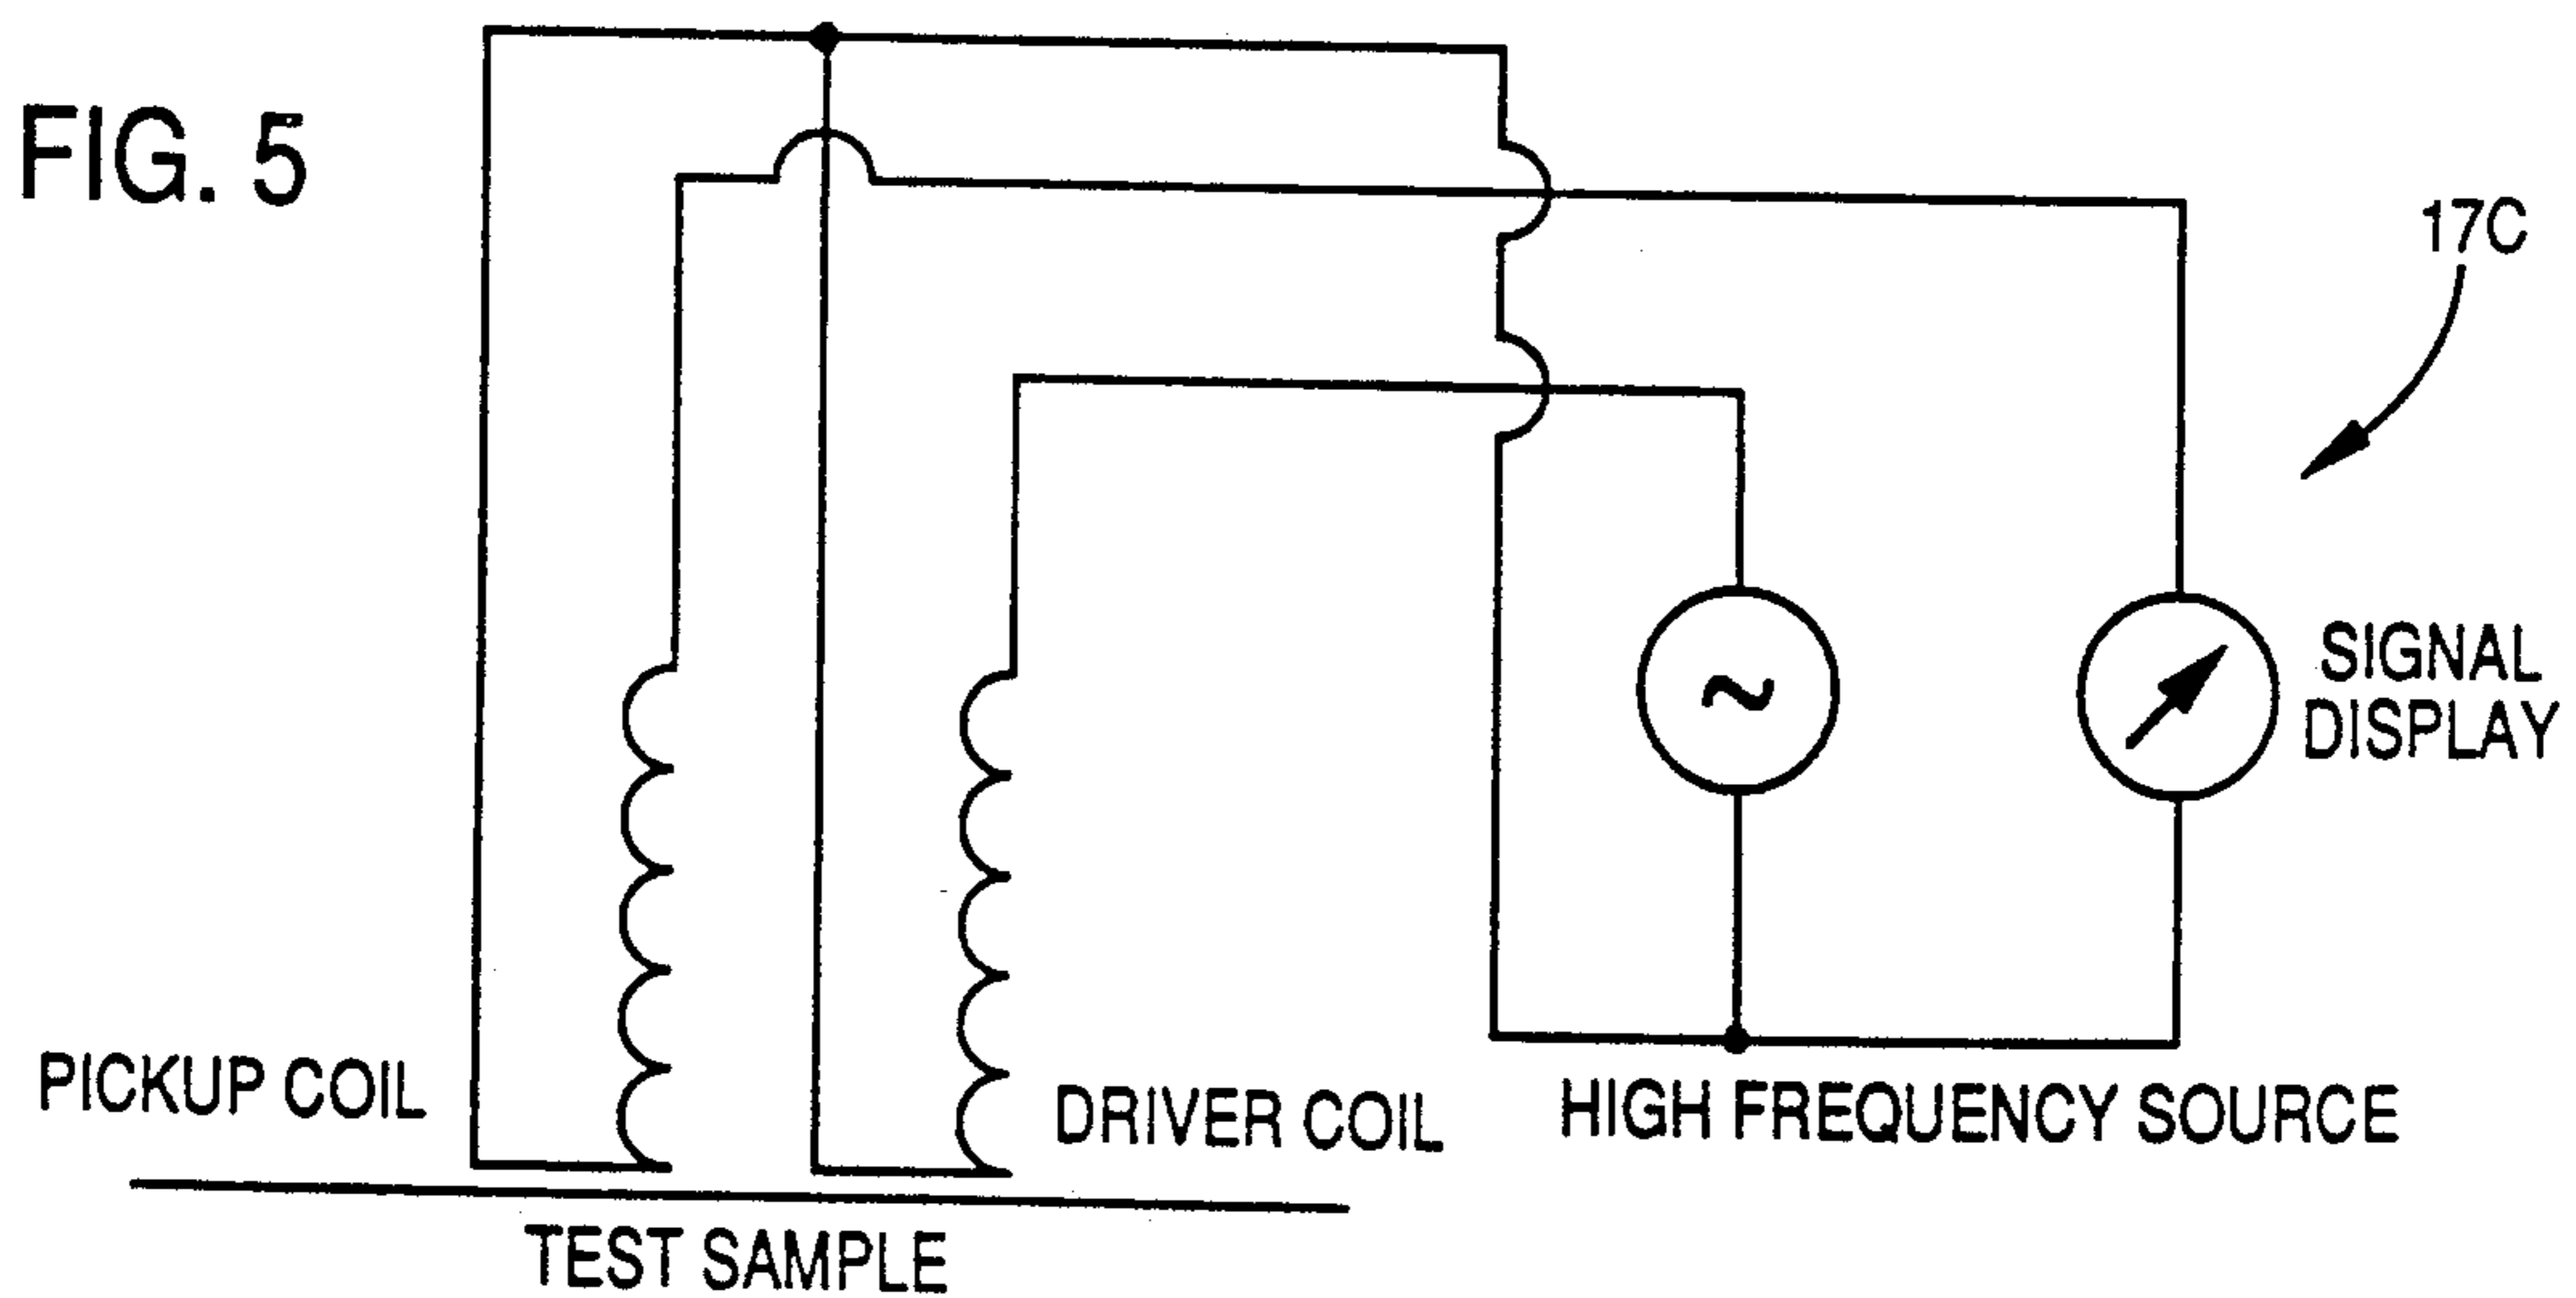 FIG. 5
17C
~
SIGNAL
DISPLAY
PICKUP COIL
DRIVER COIL
HIGH FREQUENCY SOURCE
TEST SAMPLE